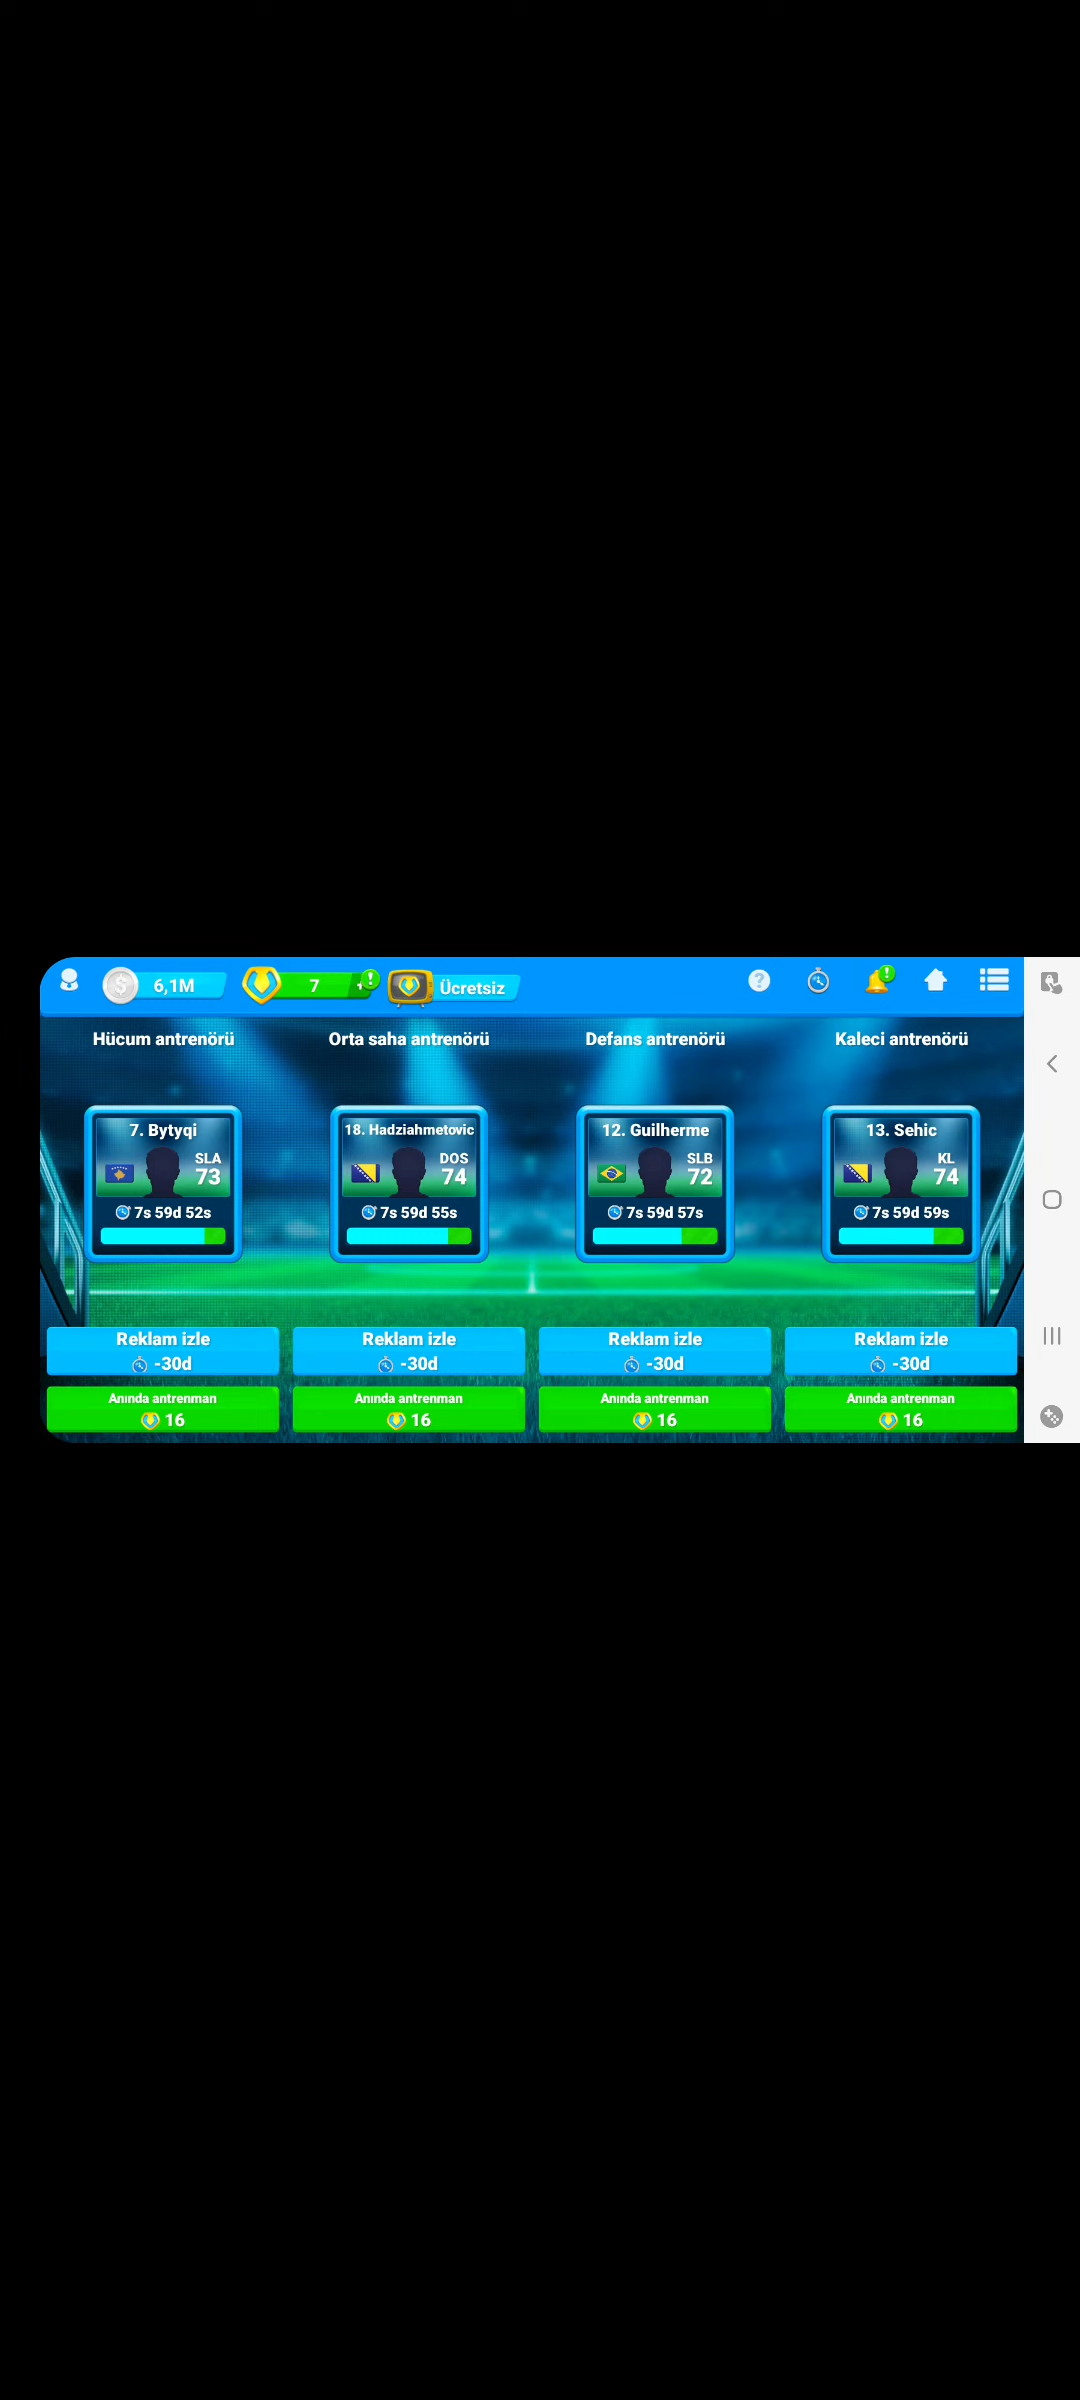 6,1M
7
Ücretsiz
Hücum antrenörü
Orta saha antrenörü
Defans antrenörü
Kaleci antrenörü
7. Bytyqi
SLA
73
7s 59d 52s
18. Hadziahmetovic
DOS
74
7s 59d 55s
12. Guilherme
SLB
72
7s 59d 57s
13. Sehic
KL
74
7s 59d 59s
Reklam izle
-30d
Reklam izle
-30d
Reklam izle
-30d
Reklam izle
-30d
Anında antrenman
16
Anında antrenman
16
Anında antrenman
16
Anında antrenman
16